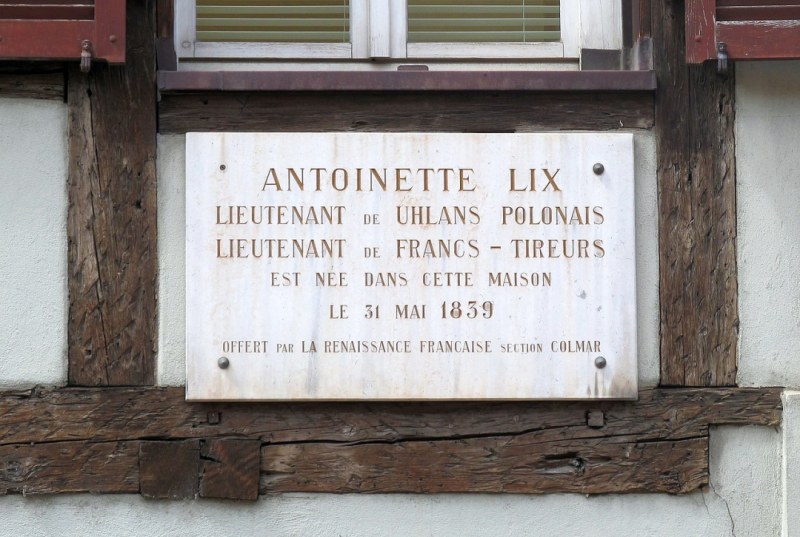 ANTOINETTE LIX
LIEUTENANT DE UHLANS POLONAIS
LIEUTENANT DE FRANCS - TIREURS
EST NÉE DANS CETTE MAISON
LE 31 MAI 1839
OFFERT PAR LA RENAISSANCE FRANCAISE SECTION COLMAR